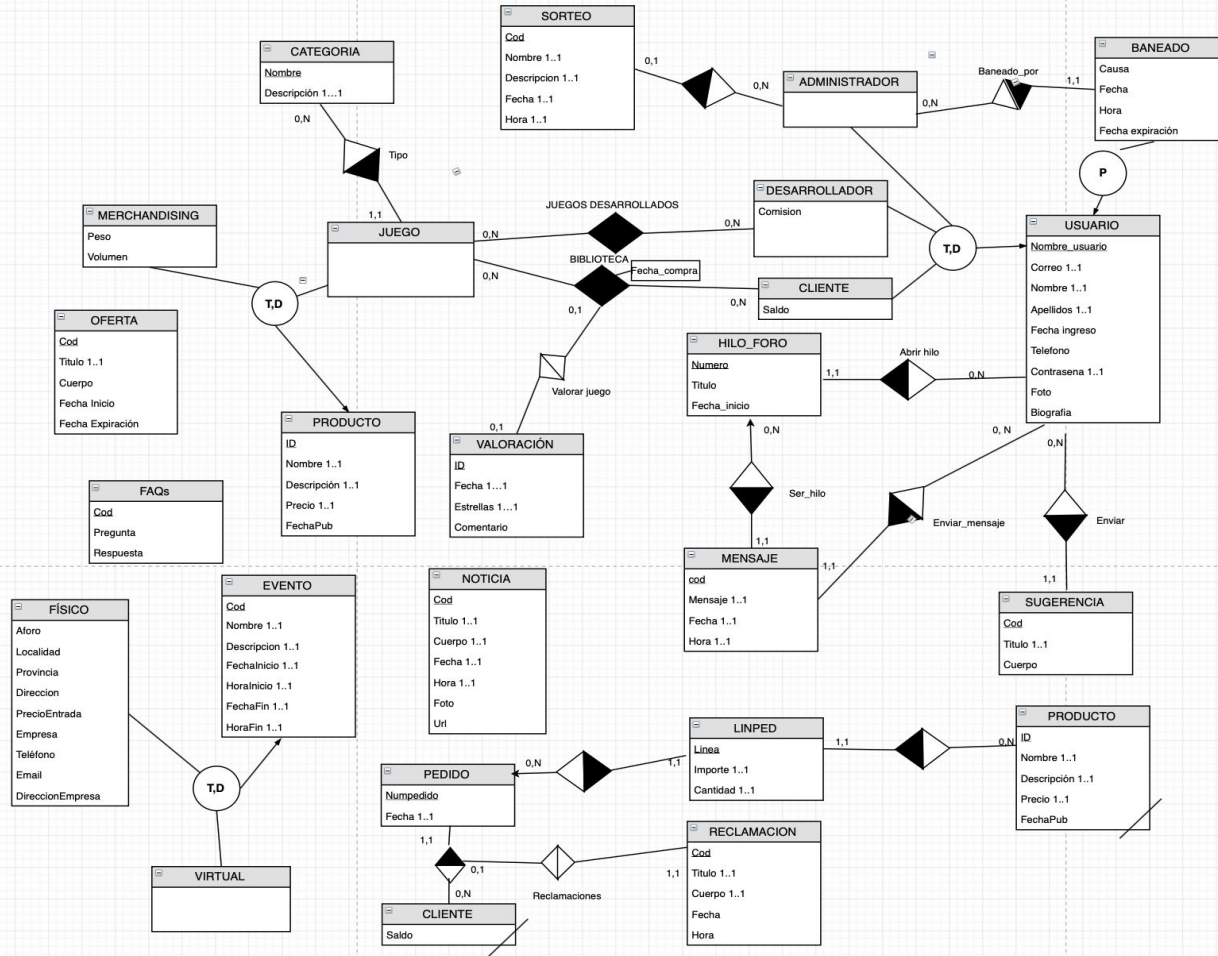 SORTEO
Cod
Nombre 1..1
Descripcion 1..1
Fecha 1..1
Hora 1..1
0,1
0,N
CATEGORIA
Nombre
Descripción 1...1
0,N
Tipo
1,1
ADMINISTRADOR
0,N
Baneado_por
1,1
BANEADO
Causa
Fecha
Hora
Fecha expiración
P
MERCHANDISING
Peso
Volumen
JUEGO
0,N
JUEGOS DESARROLLADOS
0,N
DESARROLLADOR
Comision
0,N
BIBLIOTECA
Fecha_compra
0,N
0,1
CLIENTE
Saldo
T,D
USUARIO
Nombre_usuario
Correo 1..1
Nombre 1..1
Apellidos 1..1
Fecha ingreso
Telefono
Contrasena 1..1
Foto
Biografia
T,D
OFERTA
Cod
Titulo 1..1
Cuerpo
Fecha Inicio
Fecha Expiración
Valorar juego
0,1
HILO_FORO
Numero
Titulo
Fecha_inicio
1,1
Abrir hilo
0,N
PRODUCTO
ID
Nombre 1..1
Descripción 1..1
Precio 1..1
FechaPub
VALORACIÓN
ID
Fecha 1...1
Estrellas 1...1
Comentario
0,N
Ser_hilo
1,1
0, N
Enviar_mensaje
1,1
0,N
Enviar
1,1
FAQs
Cod
Pregunta
Respuesta
MENSAJE
cod
Mensaje 1..1
Fecha 1..1
Hora 1..1
SUGERENCIA
Cod
Titulo 1..1
Cuerpo
FÍSICO
Aforo
Localidad
Provincia
Direccion
PrecioEntrada
Empresa
Teléfono
Email
DireccionEmpresa
EVENTO
Cod
Nombre 1..1
Descripcion 1..1
FechaInicio 1..1
HoraInicio 1..1
FechaFin 1..1
HoraFin 1..1
NOTICIA
Cod
Titulo 1..1
Cuerpo 1..1
Fecha 1..1
Hora 1..1
Foto
Url
T,D
VIRTUAL
PEDIDO
Numpedido
Fecha 1..1
0,N
1,1
LINPED
Linea
Importe 1..1
Cantidad 1..1
1,1
0,N
PRODUCTO
ID
Nombre 1..1
Descripción 1..1
Precio 1..1
FechaPub
1,1
0,1
0,N
Reclamaciones
1,1
RECLAMACION
Cod
Titulo 1..1
Cuerpo 1..1
Fecha
Hora
CLIENTE
Saldo